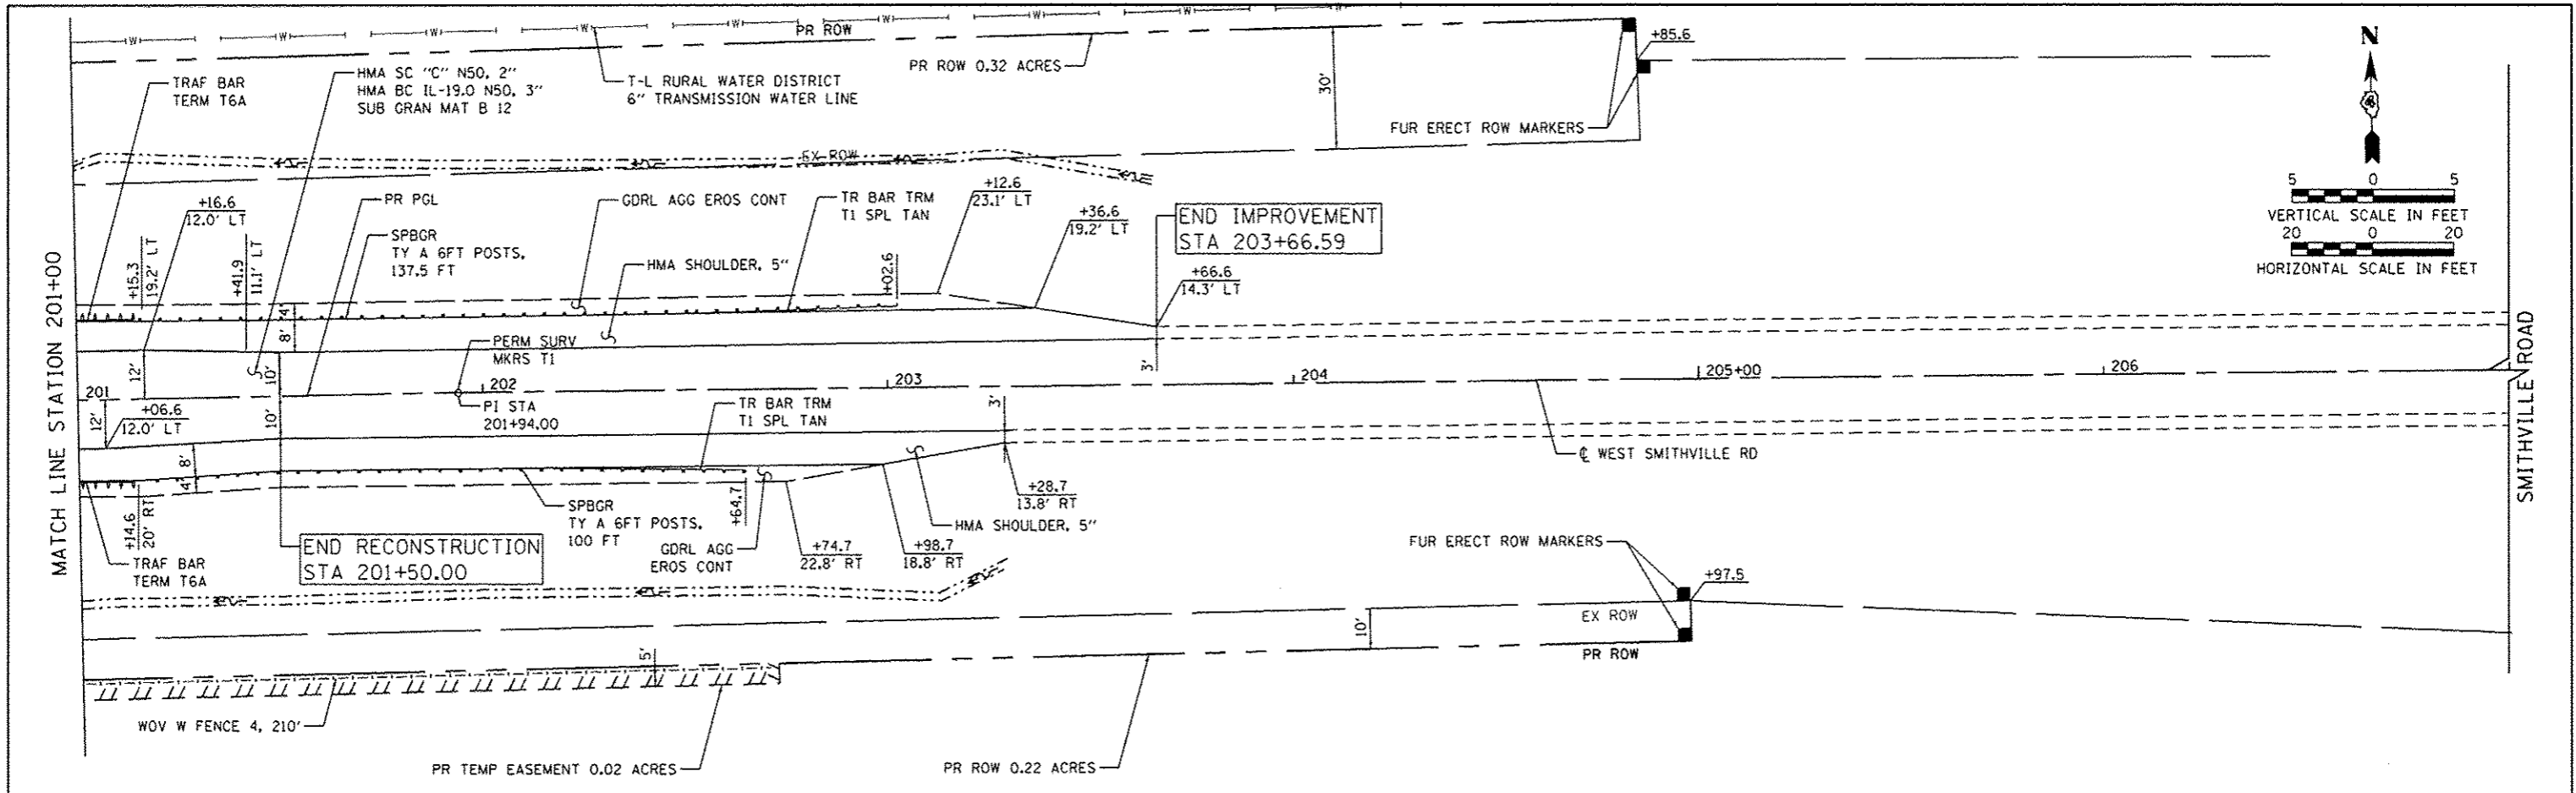 W W W W W W W W
PR ROW
+85.6
N
TRAF BAR
TERM T6A
HMA SC "C" N50, 2"
HMA BC IL-19.0 N50, 3"
SUB GRAN MAT B 12
T-L RURAL WATER DISTRICT
6" TRANSMISSION WATER LINE
PR ROW 0.32 ACRES
30'
FUR ERECT ROW MARKERS
EX ROW
5 0 5
VERTICAL SCALE IN FEET
20 0 20
HORIZONTAL SCALE IN FEET
+16.6
12.0' LT
PR PGL
GDRL AGG EROS CONT
TR BAR TRM
T1 SPL TAN
+12.6
23.1' LT
+36.6
19.2' LT
END IMPROVEMENT
STA 203+66.59
+15.3
19.2' LT
+41.9
11.1' LT
SPBGR
TY A 6FT POSTS,
137.5 FT
HMA SHOULDER, 5"
+02.6
+66.6
14.3' LT
4'
8'
MATCH LINE STATION 201+00
PERM SURV
MKRS T1
12'
10'
3'
201
202
203
204
205+00
206
SMITHVILLE ROAD
12'
+06.6
12.0' LT
10'
PI STA
201+94.00
TR BAR TRM
T1 SPL TAN
3'
8'
4'
℄ WEST SMITHVILLE RD
+14.6
20' RT
SPBGR
TY A 6FT POSTS,
100 FT
+64.7
+28.7
13.8' RT
HMA SHOULDER, 5"
END RECONSTRUCTION
STA 201+50.00
GDRL AGG
EROS CONT
+74.7
22.8' RT
+98.7
18.8' RT
FUR ERECT ROW MARKERS
TRAF BAR
TERM T6A
+97.5
10'
EX ROW
5'
PR ROW
WOV W FENCE 4, 210'
PR TEMP EASEMENT 0.02 ACRES
PR ROW 0.22 ACRES